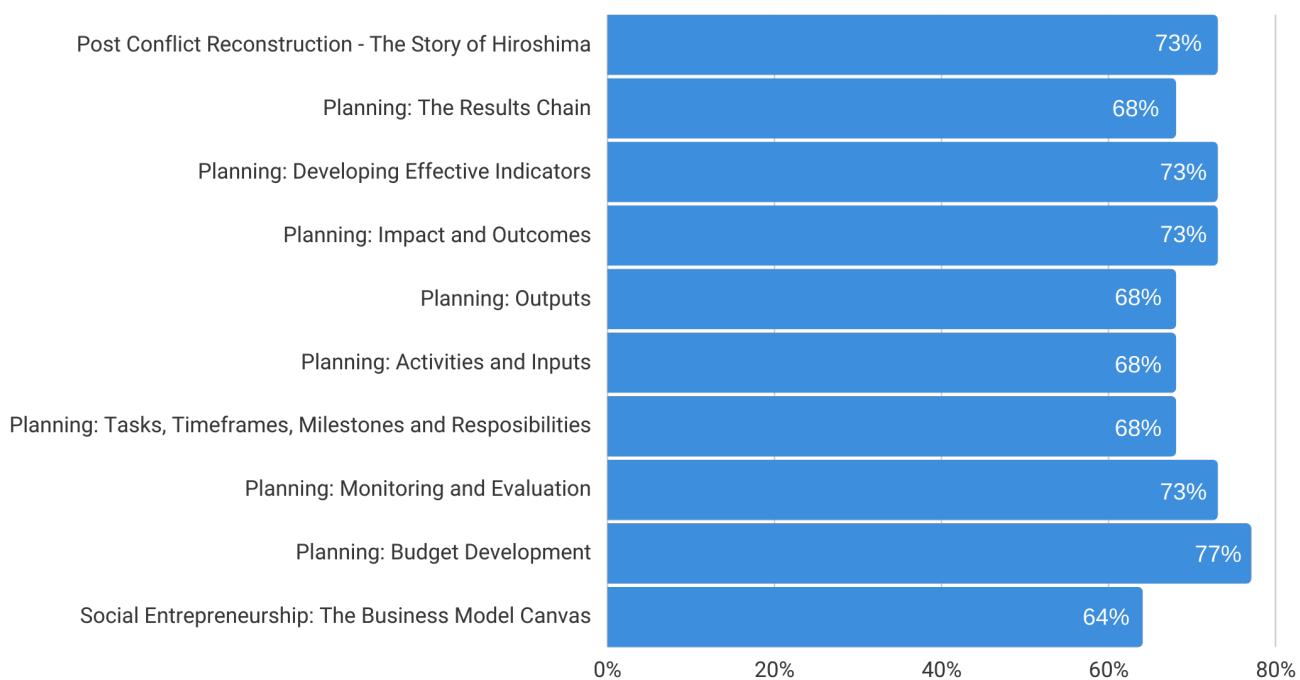 Post Conflict Reconstruction - The Story of Hiroshima 73%
Planning: The Results Chain 68%
Planning: Developing Effective Indicators 73%
Planning: Impact and Outcomes 73%
Planning: Outputs 68%
Planning: Activities and Inputs 68%
Planning: Tasks, Timeframes, Milestones and Resposibilities 68%
Planning: Monitoring and Evaluation 73%
Planning: Budget Development 77%
Social Entrepreneurship: The Business Model Canvas 64%
0% 20% 40% 60% 80%